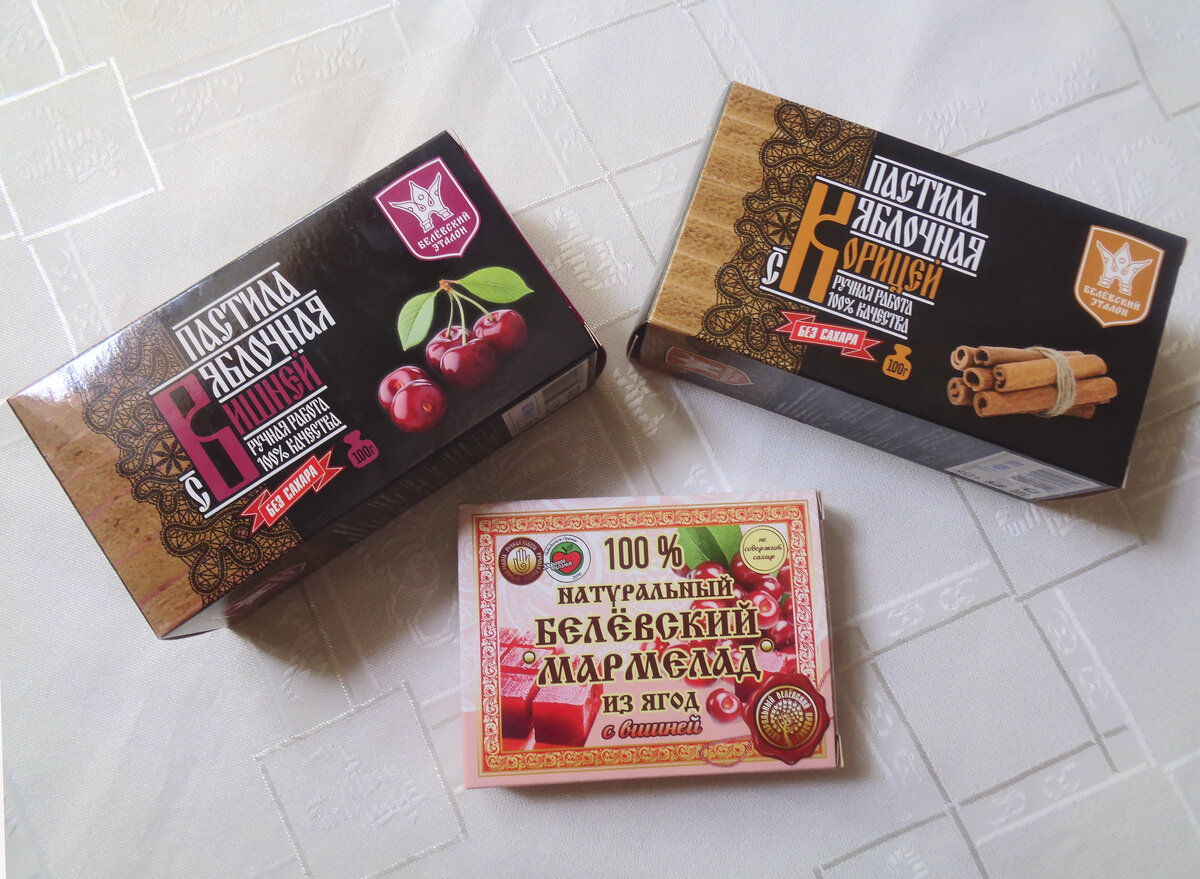 БЕЛЁВСКИЙ
ЭТАЛОН
ПАСТИЛА
ЯБЛОЧНАЯ
С ВИШНЕЙ
РУЧНАЯ РАБОТА
100% КАЧЕСТВА
БЕЗ САХАРА
100г
ПАСТИЛА
ЯБЛОЧНАЯ
С КОРИЦЕЙ
РУЧНАЯ РАБОТА
100% КАЧЕСТВА
БЕЗ САХАРА
100г
БЕЛЁВСКИЙ
ЭТАЛОН
100 %
не
содержит
сахар
НАТУРАЛЬНЫЙ
БЕЛЁВСКИЙ
МАРМЕЛАД
ИЗ ЯГОД
с вишней